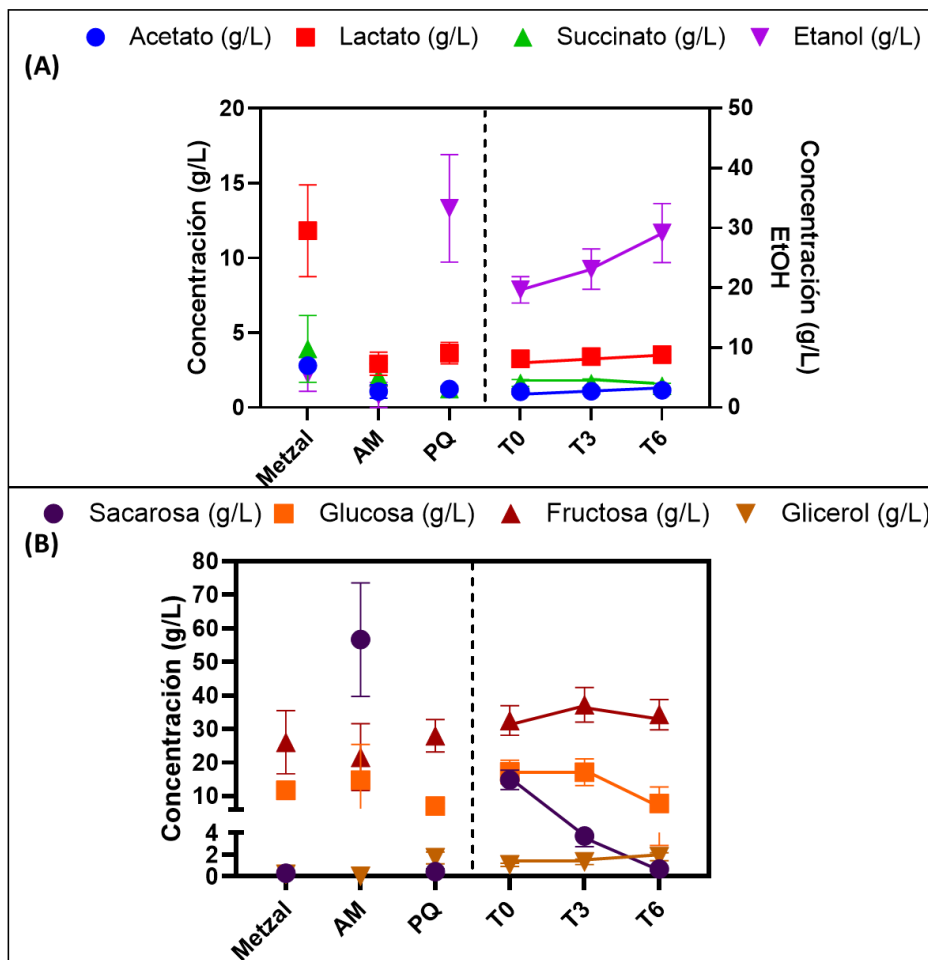 Acetato (g/L) Lactato (g/L) Succinato (g/L) Etanol (g/L)
(A)
Concentración (g/L)
20
15
10
5
0
50
40
30
20
10
0
Concentración (g/L)
EtOH
Metzal AM PQ T0 T3 T6
Sacarosa (g/L) Glucosa (g/L) Fructosa (g/L) Glicerol (g/L)
(B)
Concentración (g/L)
80
70
60
50
40
30
20
10
4
2
0
Metzal AM PQ T0 T3 T6